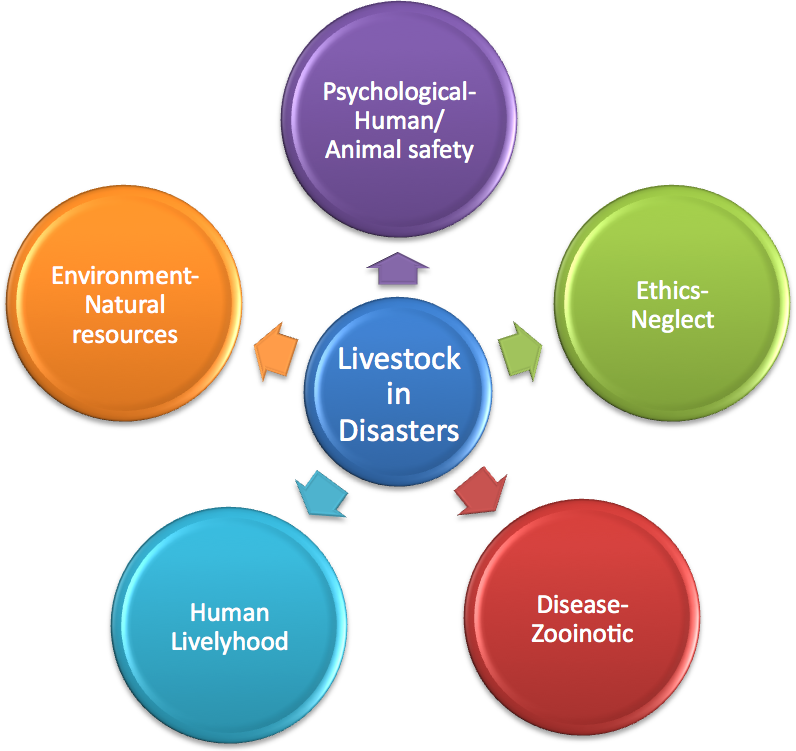 Psychological-
Human/
Animal safety
Environment-
Natural
resources
Ethics-
Neglect
Livestock
in
Disasters
Human
Livelyhood
Disease-
Zooinotic